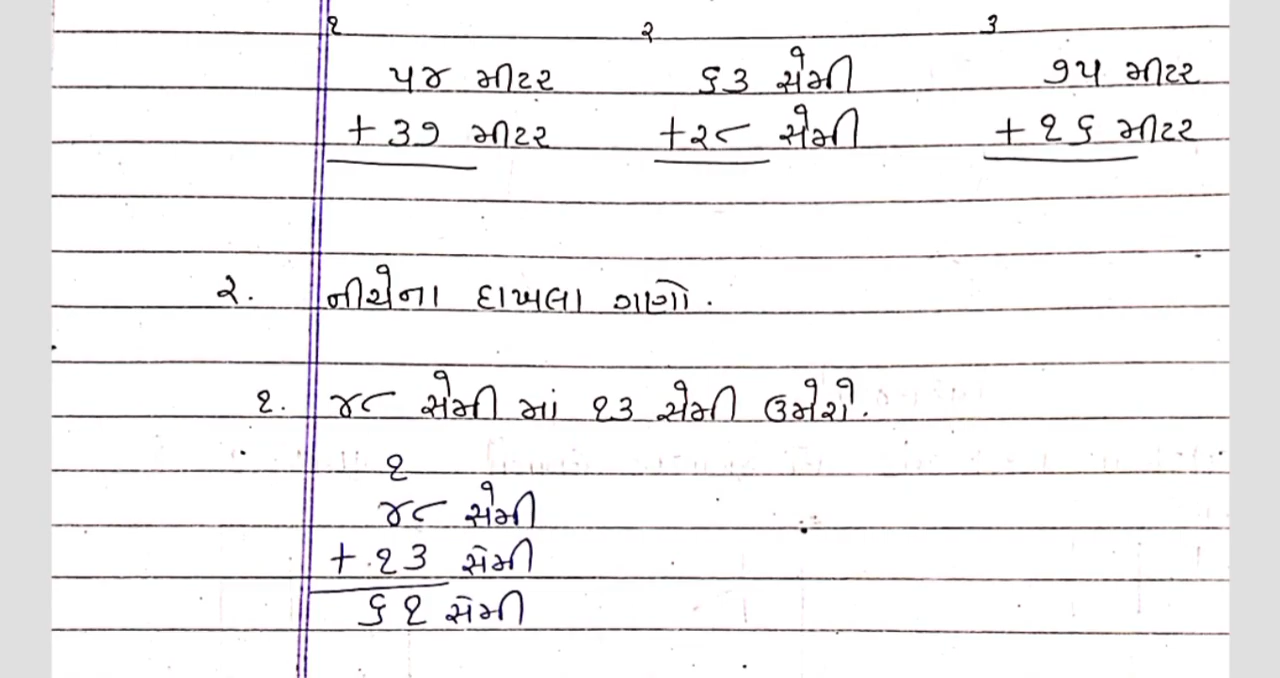 ૧ ૨ ૩
૫૪ મીટર ૬૩ સેમી ૭૫ મીટર
+ ૩૭ મીટર +૨૮ સેમી + ૧૬ મીટર
૨. નીચેના દાખલા ગણો.
૧. ૪૮ સેમી માં ૧૩ સેમી ઉમેરો.
૧
૪૮ સેમી
+ ૧૩ સેમી
૬૧ સેમી